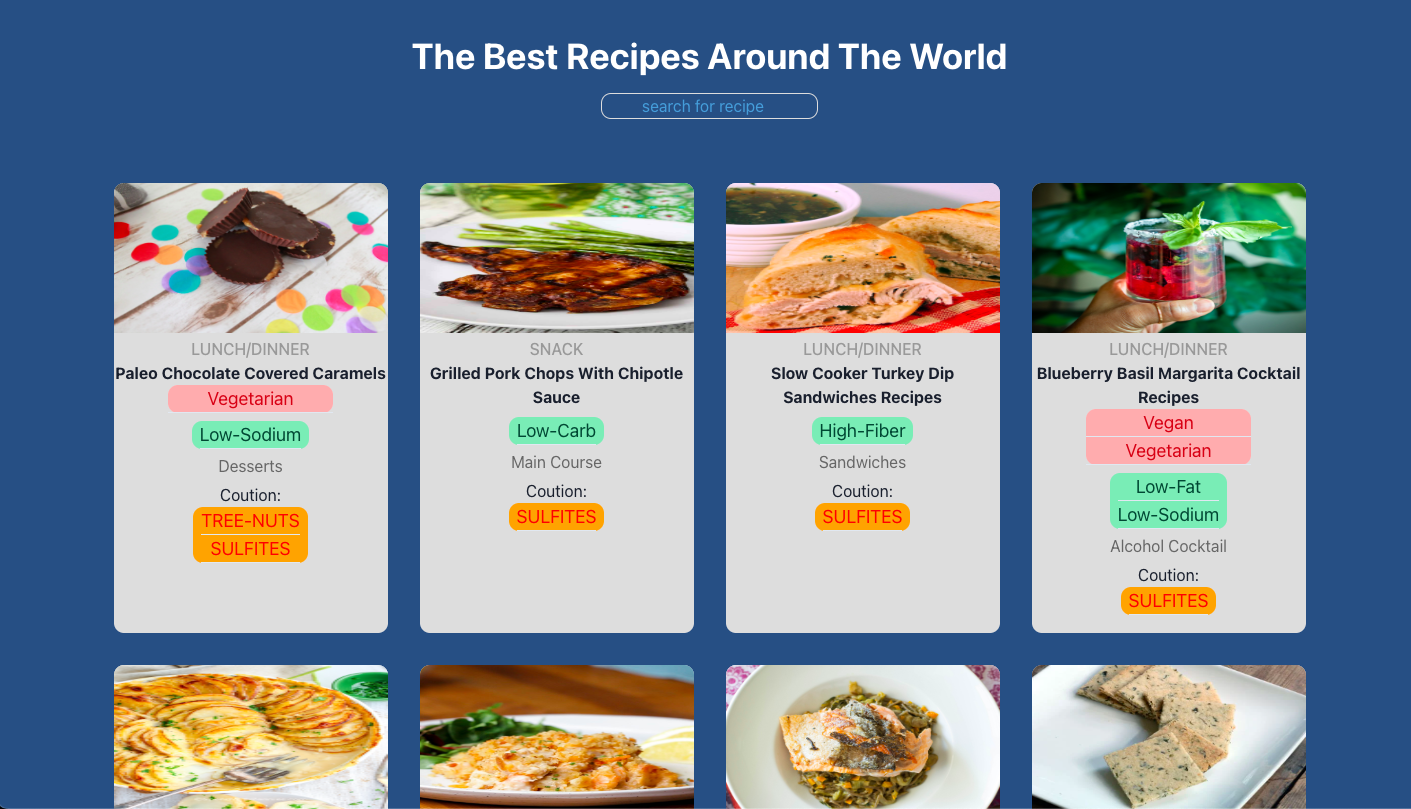 The Best Recipes Around The World
search for recipe
LUNCH/DINNER
Paleo Chocolate Covered Caramels
Vegetarian
Low-Sodium
Desserts
Coution:
TREE-NUTS
SULFITES
SNACK
Grilled Pork Chops With Chipotle
Sauce
Low-Carb
Main Course
Coution:
SULFITES
LUNCH/DINNER
Slow Cooker Turkey Dip
Sandwiches Recipes
High-Fiber
Sandwiches
Coution:
SULFITES
LUNCH/DINNER
Blueberry Basil Margarita Cocktail
Recipes
Vegan
Vegetarian
Low-Fat
Low-Sodium
Alcohol Cocktail
Coution:
SULFITES